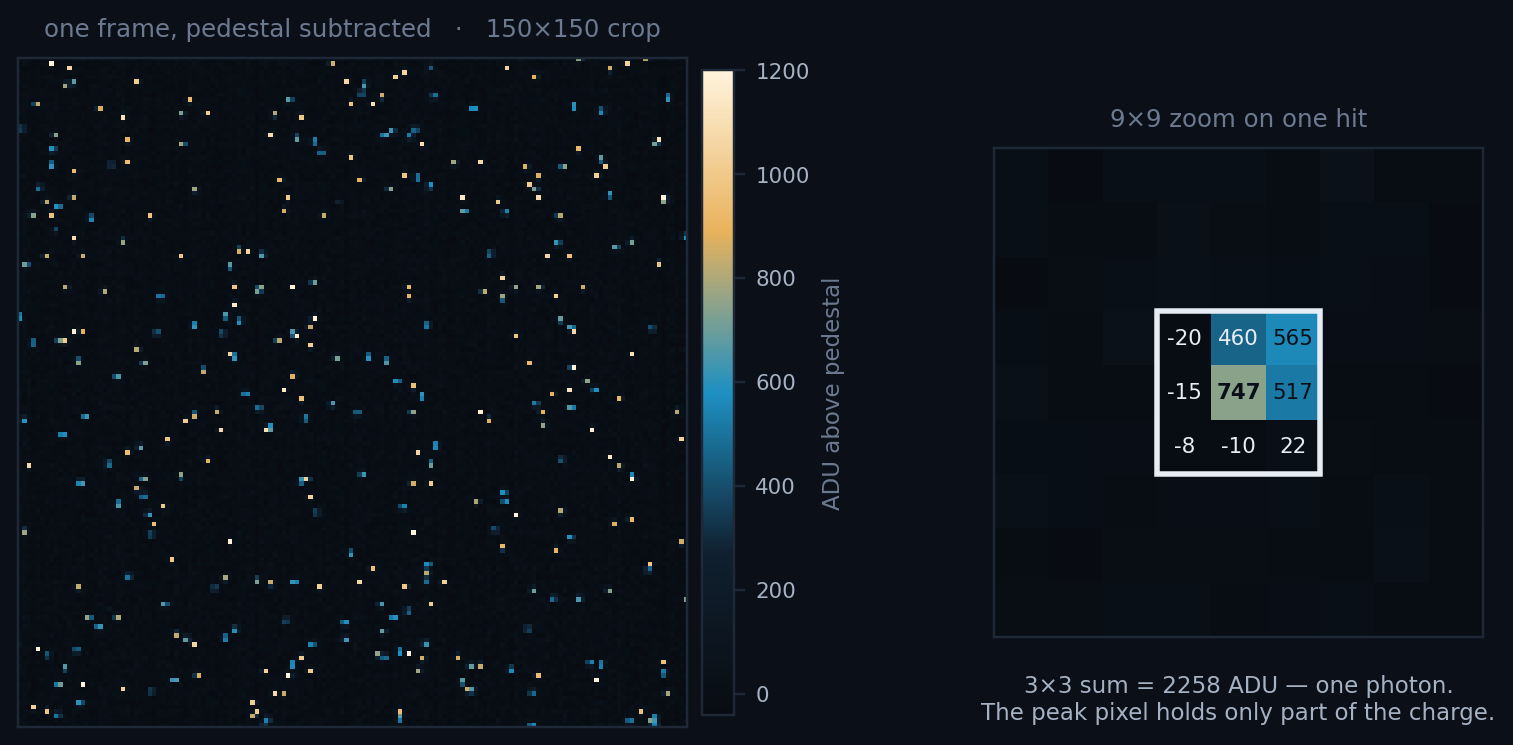 one frame, pedestal subtracted · 150×150 crop
1200
1000
800
600
400
200
0
ADU above pedestal
9×9 zoom on one hit
-20 460 565
-15 747 517
-8 -10 22
3×3 sum = 2258 ADU — one photon.
The peak pixel holds only part of the charge.